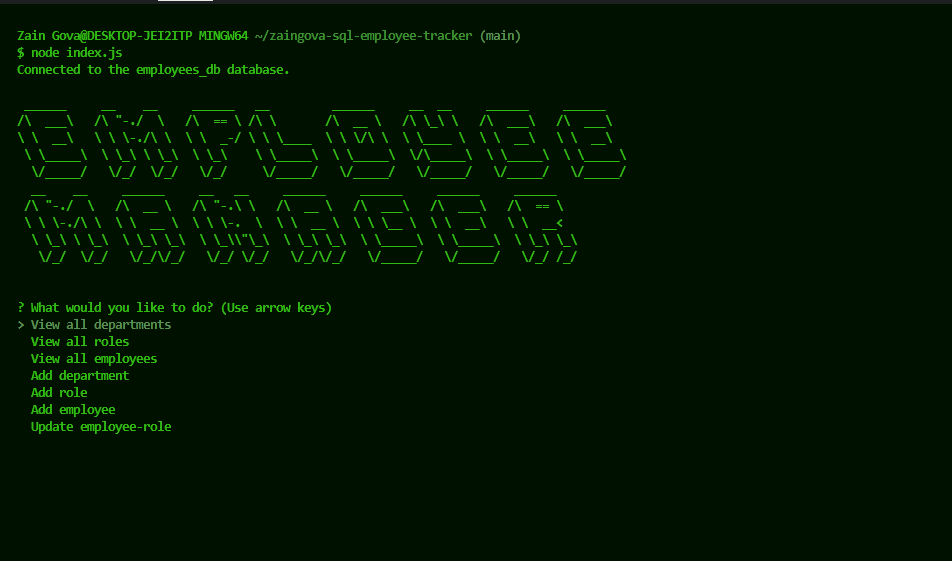 Zain Gova@DESKTOP-JEI2ITP MINGW64 ~/zaingova-sql-employee-tracker (main)
$ node index.js
Connected to the employees_db database.
EMPLOYEE
MANAGER
? What would you like to do? (Use arrow keys)
> View all departments
View all roles
View all employees
Add department
Add role
Add employee
Update employee-role